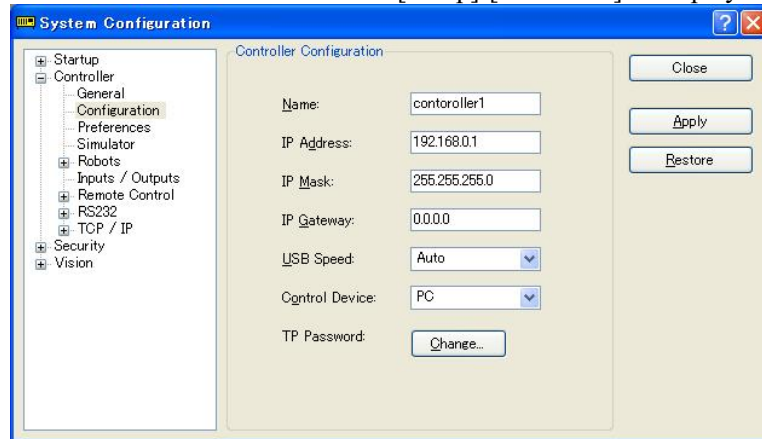 System Configuration
Startup
Controller
General
Configuration
Preferences
Simulator
Robots
Inputs / Outputs
Remote Control
RS232
TCP / IP
Security
Vision
Controller Configuration
Name: contoroller1
IP Address: 192.168.0.1
IP Mask: 255.255.255.0
IP Gateway: 0.0.0.0
USB Speed: Auto
Control Device: PC
TP Password: Change...
Close
Apply
Restore